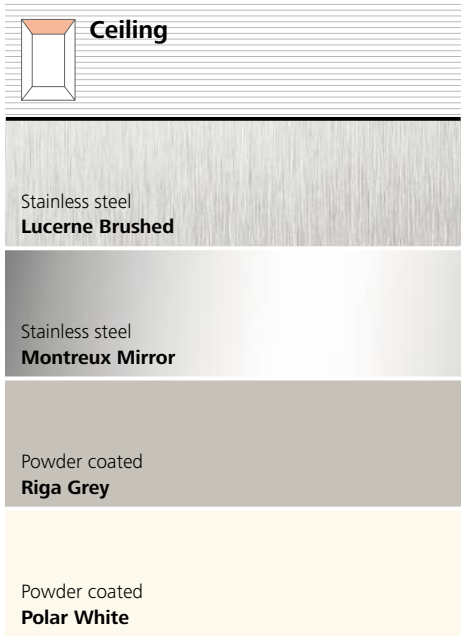 Ceiling
Stainless steel
Lucerne Brushed
Stainless steel
Montreux Mirror
Powder coated
Riga Grey
Powder coated
Polar White